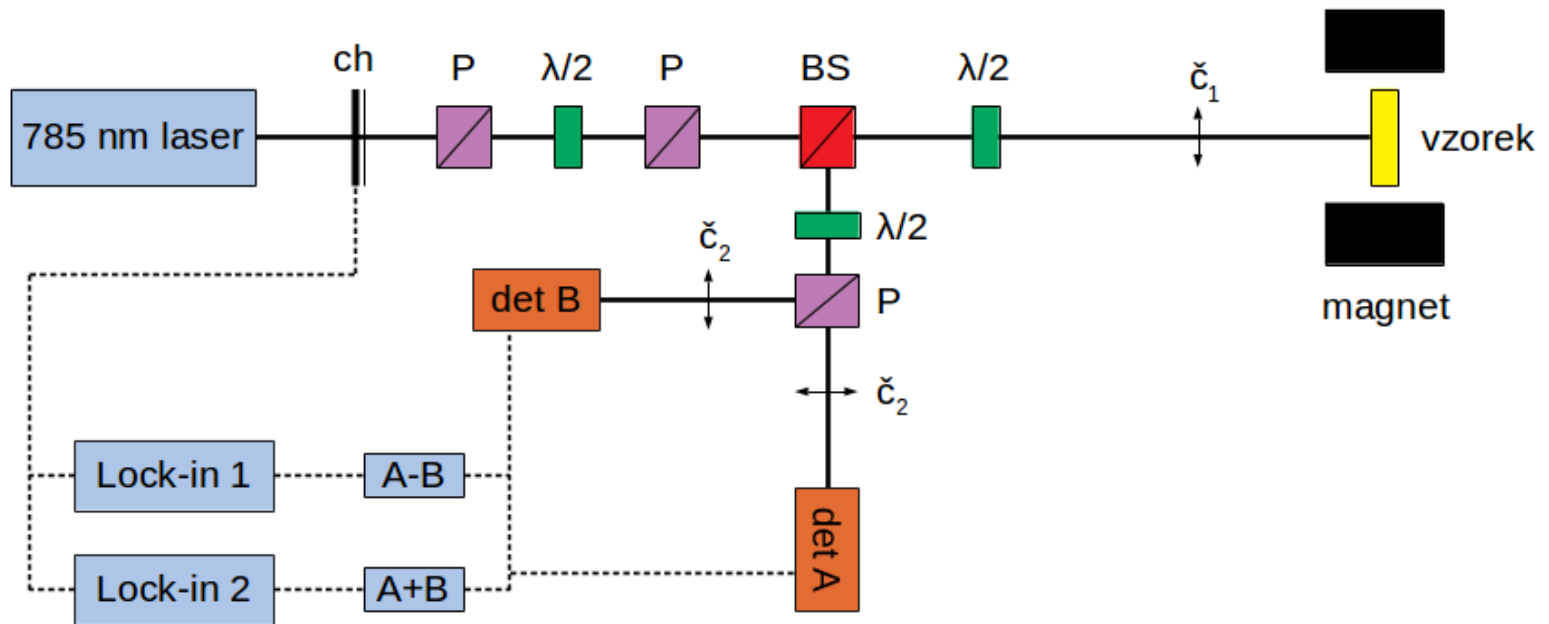 ch
P
λ/2
P
BS
λ/2
č₁
785 nm laser
vzorek
λ/2
č₂
det B
P
magnet
č₂
Lock-in 1
A-B
det A
Lock-in 2
A+B